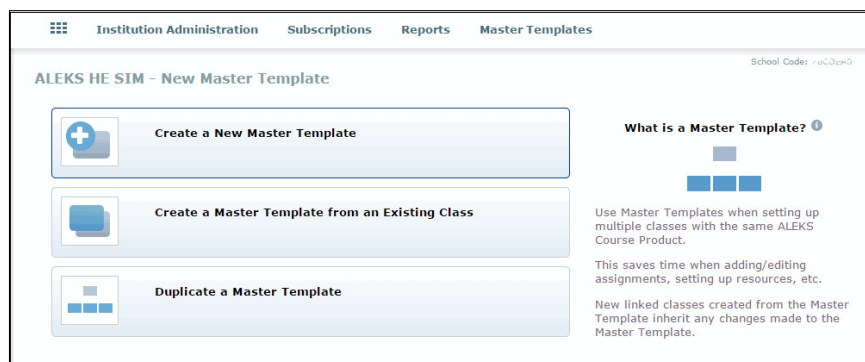 Institution Administration Subscriptions Reports Master Templates
School Code:
ALEKS HE SIM - New Master Template
Create a New Master Template
Create a Master Template from an Existing Class
Duplicate a Master Template
What is a Master Template?
Use Master Templates when setting up
multiple classes with the same ALEKS
Course Product.
This saves time when adding/editing
assignments, setting up resources, etc.
New linked classes created from the Master
Template inherit any changes made to the
Master Template.